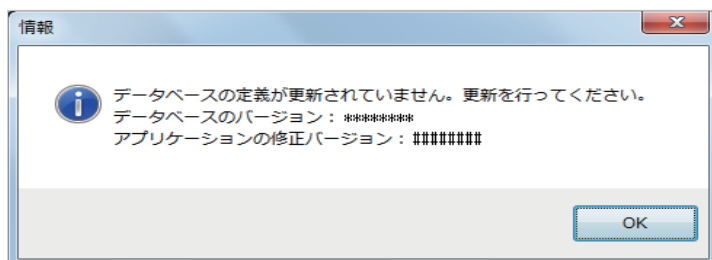 情報
データベースの定義が更新されていません。更新を行ってください。
データベースのバージョン：********
アプリケーションの修正バージョン：########
OK